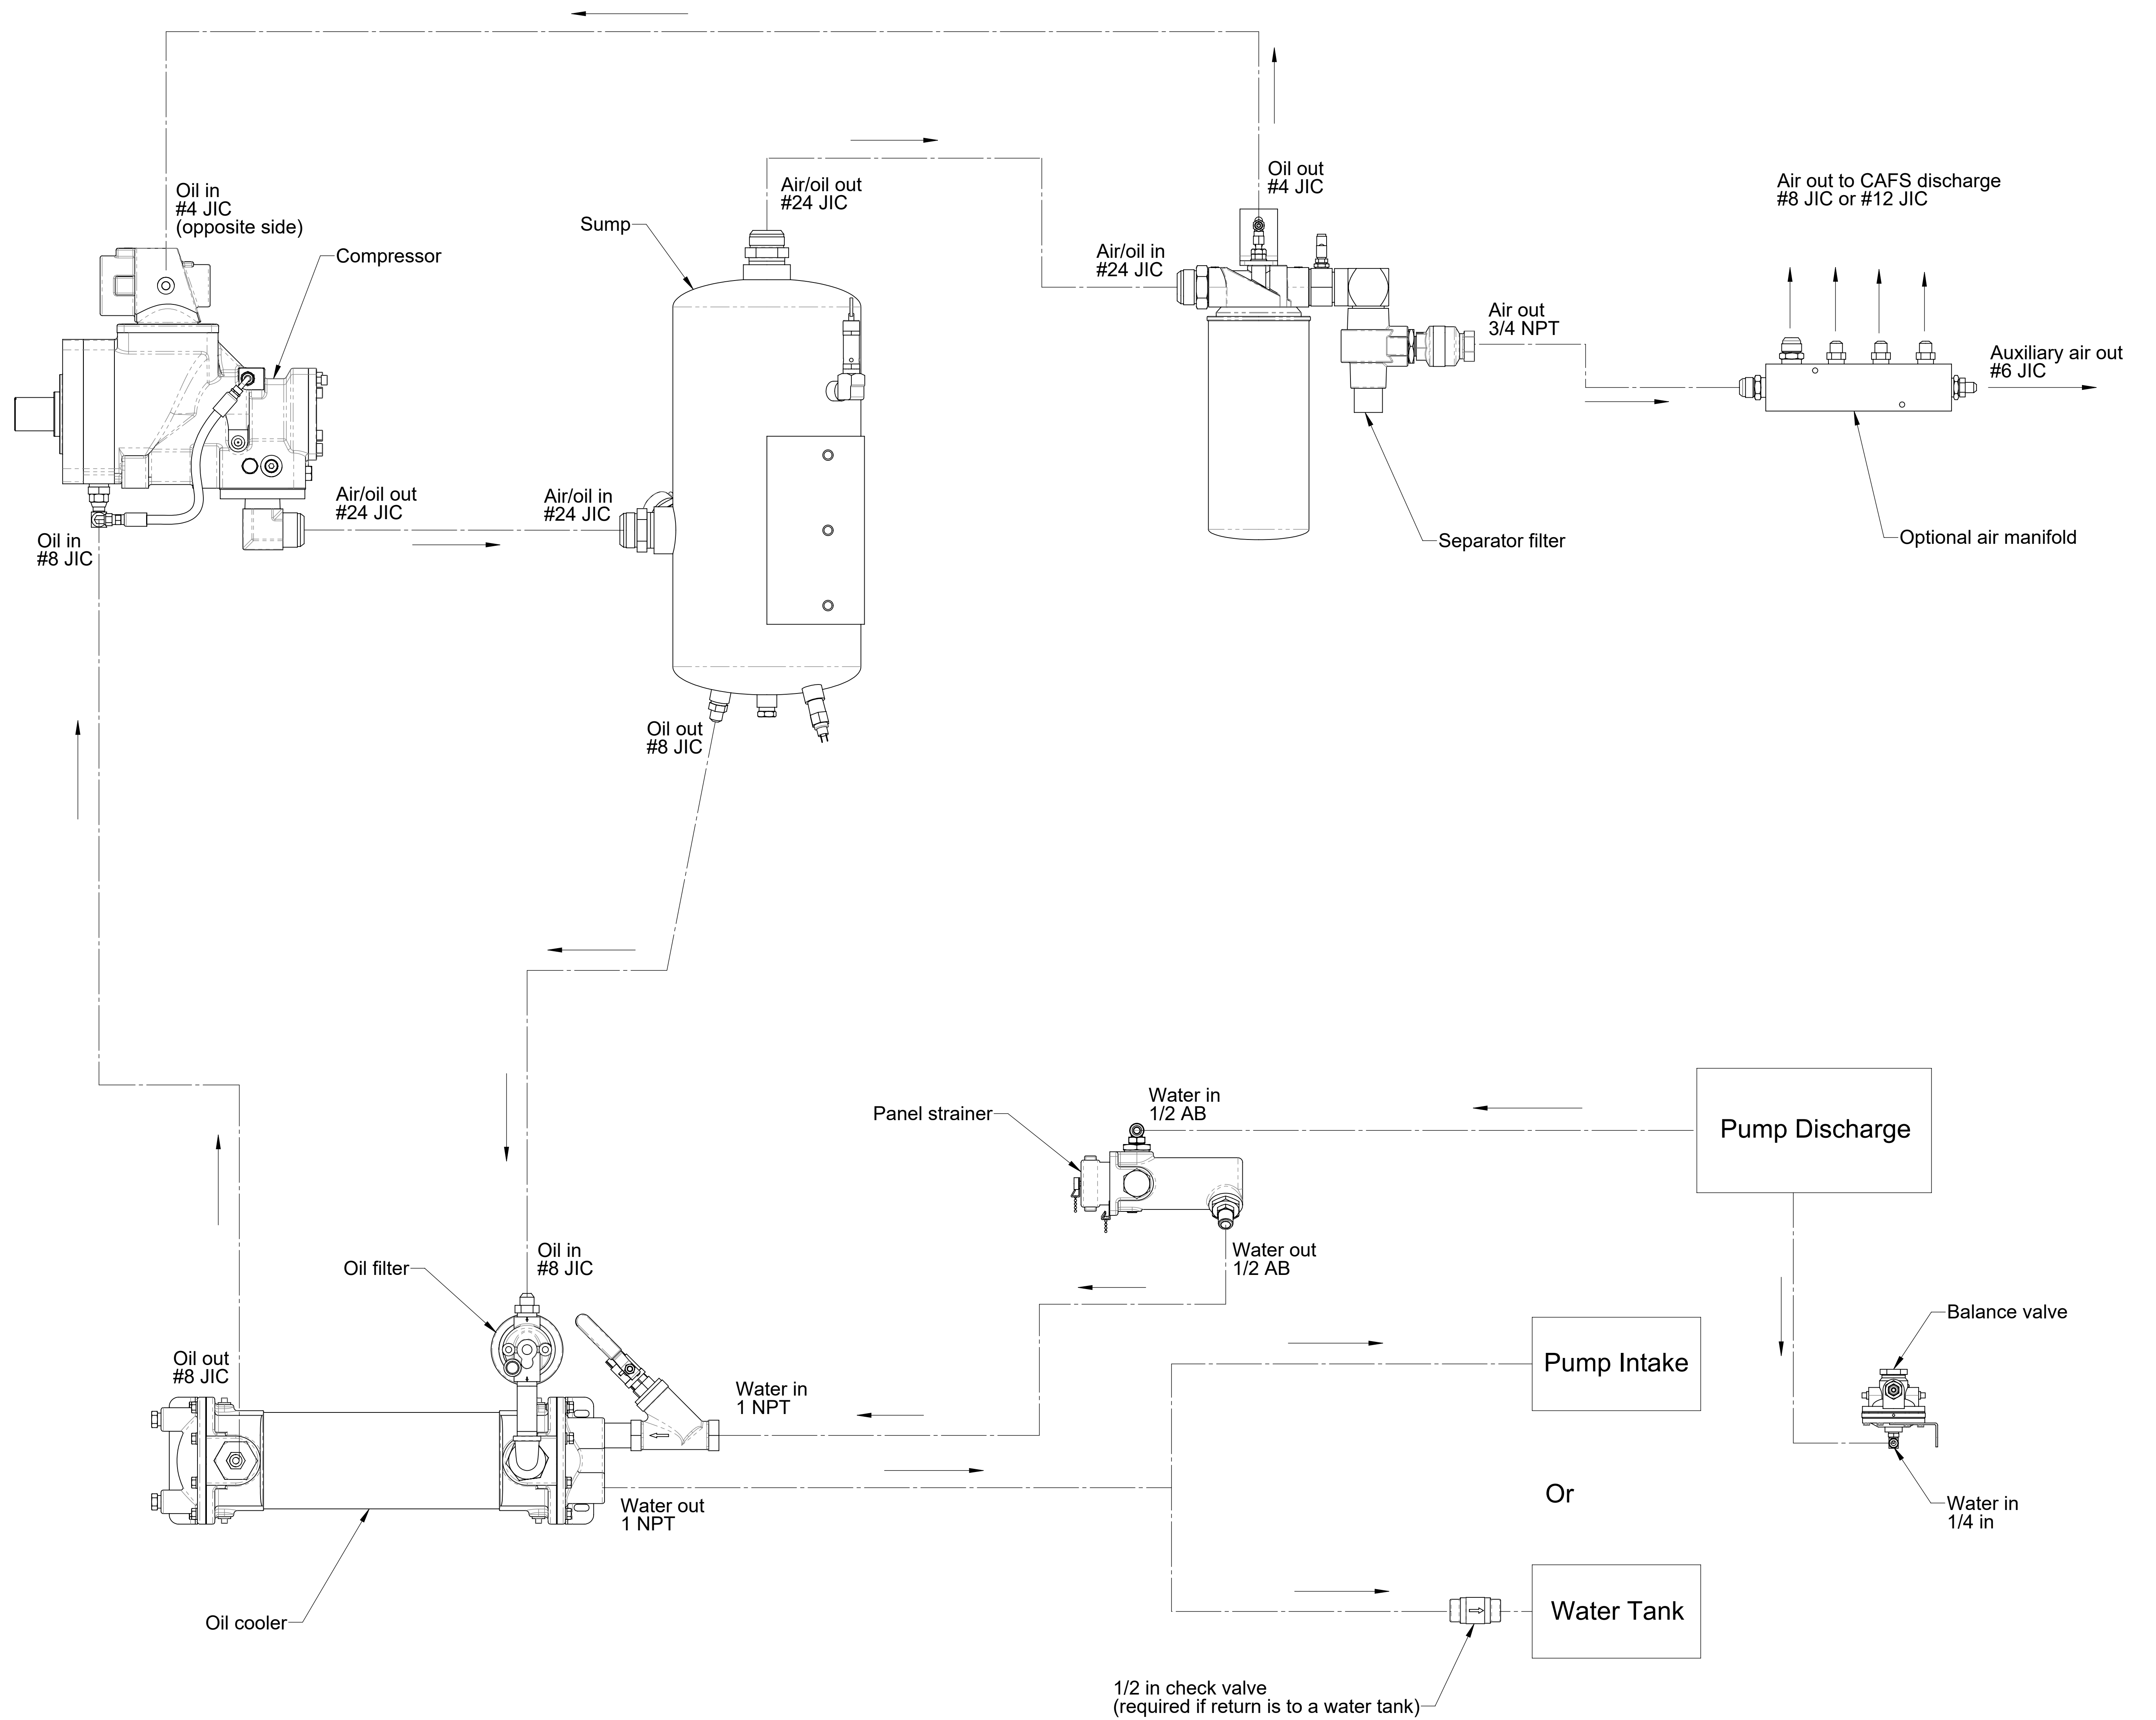 Oil in
#4 JIC
(opposite side)
Compressor
Sump
Air/oil out
#24 JIC
Oil out
#4 JIC
Air/oil in
#24 JIC
Air out to CAFS discharge
#8 JIC or #12 JIC
Air out
3/4 NPT
Auxiliary air out
#6 JIC
Air/oil out
#24 JIC
Air/oil in
#24 JIC
Oil in
#8 JIC
Separator filter
Optional air manifold
Oil out
#8 JIC
Panel strainer
Water in
1/2 AB
Pump Discharge
Oil in
#8 JIC
Oil filter
Water out
1/2 AB
Balance valve
Oil out
#8 JIC
Water in
1 NPT
Pump Intake
Or
Water out
1 NPT
Water in
1/4 in
Oil cooler
Water Tank
1/2 in check valve
(required if return is to a water tank)